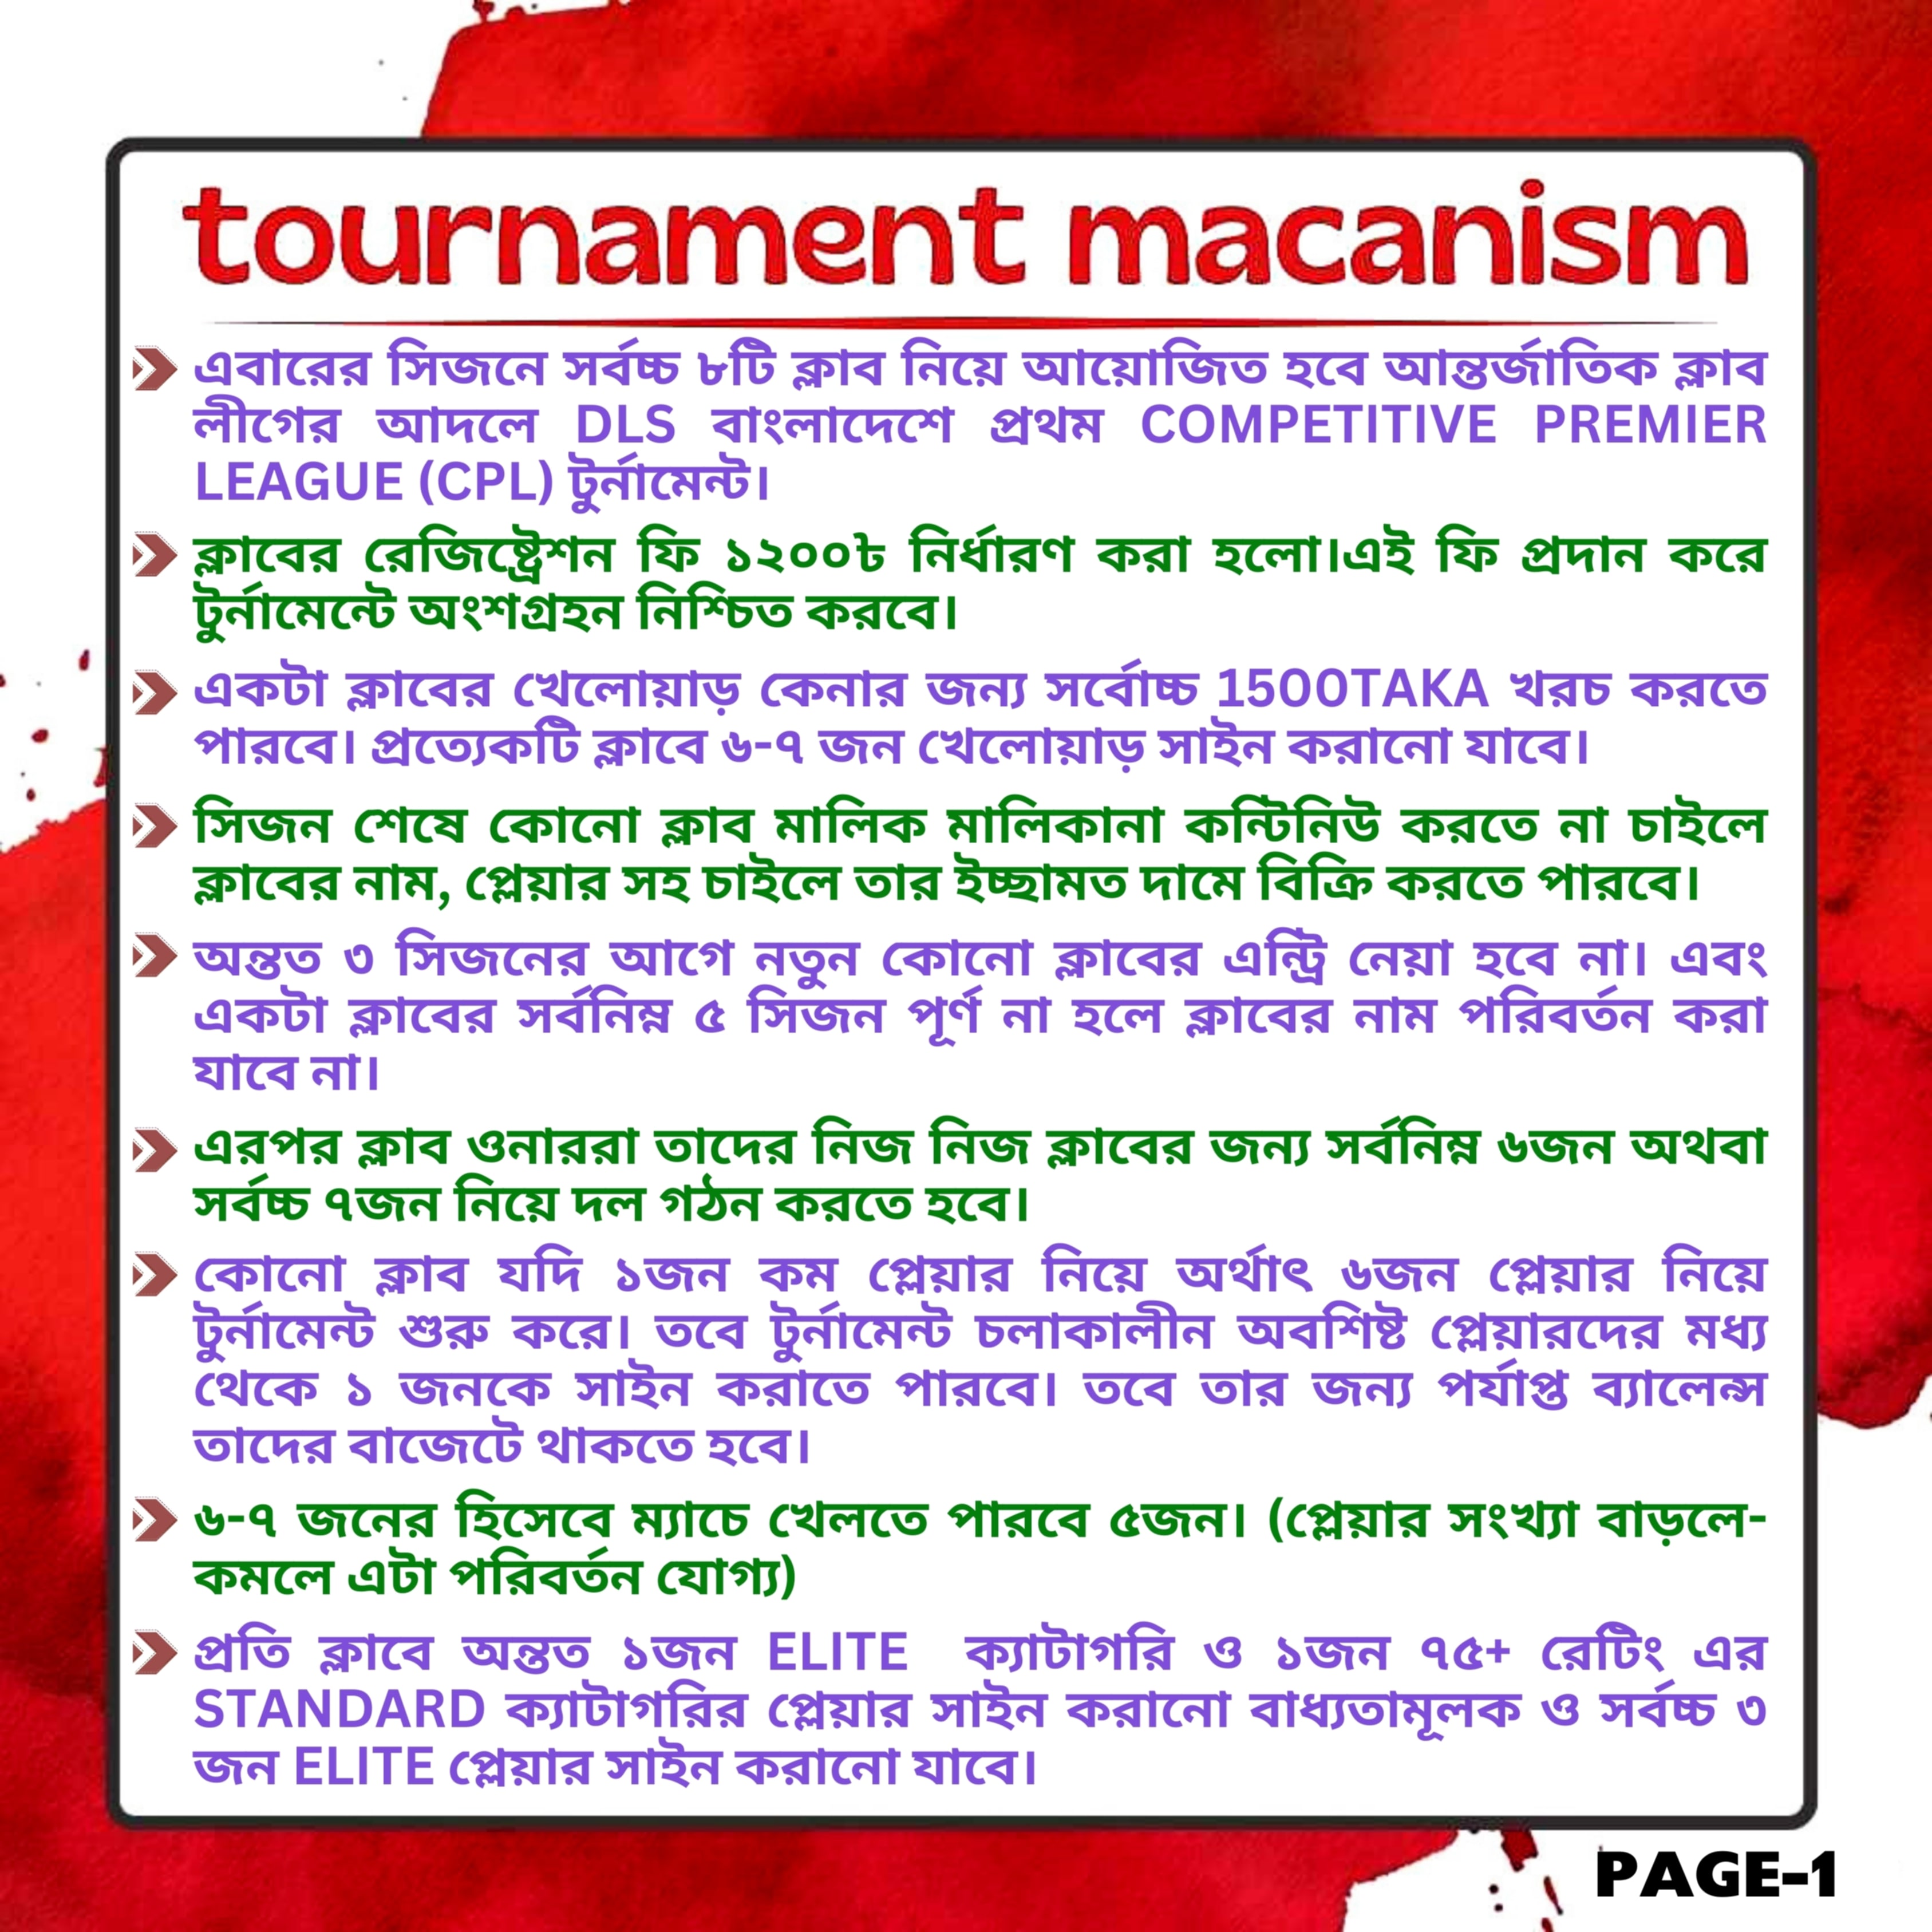 tournament macanism
এবারের সিজনে সর্বচ্চ ৮টি ক্লাব নিয়ে আয়োজিত হবে আন্তর্জাতিক ক্লাব
লীগের আদলে DLS বাংলাদেশে প্রথম COMPETITIVE PREMIER
LEAGUE (CPL) টুর্নামেন্ট।
ক্লাবের রেজিষ্ট্রেশন ফি ১২০০৳ নির্ধারণ করা হলো।এই ফি প্রদান করে
টুর্নামেন্টে অংশগ্রহন নিশ্চিত করবে।
একটা ক্লাবের খেলোয়াড় কেনার জন্য সর্বোচ্চ 1500TAKA খরচ করতে
পারবে। প্রত্যেকটি ক্লাবে ৬-৭ জন খেলোয়াড় সাইন করানো যাবে।
সিজন শেষে কোনো ক্লাব মালিক মালিকানা কন্টিনিউ করতে না চাইলে
ক্লাবের নাম, প্লেয়ার সহ চাইলে তার ইচ্ছামত দামে বিক্রি করতে পারবে।
অন্তত ৩ সিজনের আগে নতুন কোনো ক্লাবের এন্ট্রি নেয়া হবে না। এবং
একটা ক্লাবের সর্বনিম্ন ৫ সিজন পূর্ণ না হলে ক্লাবের নাম পরিবর্তন করা
যাবে না।
এরপর ক্লাব ওনাররা তাদের নিজ নিজ ক্লাবের জন্য সর্বনিম্ন ৬জন অথবা
সর্বচ্চ ৭জন নিয়ে দল গঠন করতে হবে।
কোনো ক্লাব যদি ১জন কম প্লেয়ার নিয়ে অর্থাৎ ৬জন প্লেয়ার নিয়ে
টুর্নামেন্ট শুরু করে। তবে টুর্নামেন্ট চলাকালীন অবশিষ্ট প্লেয়ারদের মধ্য
থেকে ১ জনকে সাইন করাতে পারবে। তবে তার জন্য পর্যাপ্ত ব্যালেন্স
তাদের বাজেটে থাকতে হবে।
৬-৭ জনের হিসেবে ম্যাচে খেলতে পারবে ৫জন। (প্লেয়ার সংখ্যা বাড়লে-
কমলে এটা পরিবর্তন যোগ্য)
প্রতি ক্লাবে অন্তত ১জন ELITE ক্যাটাগরি ও ১জন ৭৫+ রেটিং এর
STANDARD ক্যাটাগরির প্লেয়ার সাইন করানো বাধ্যতামূলক ও সর্বচ্চ ৩
জন ELITE প্লেয়ার সাইন করানো যাবে।
PAGE-1